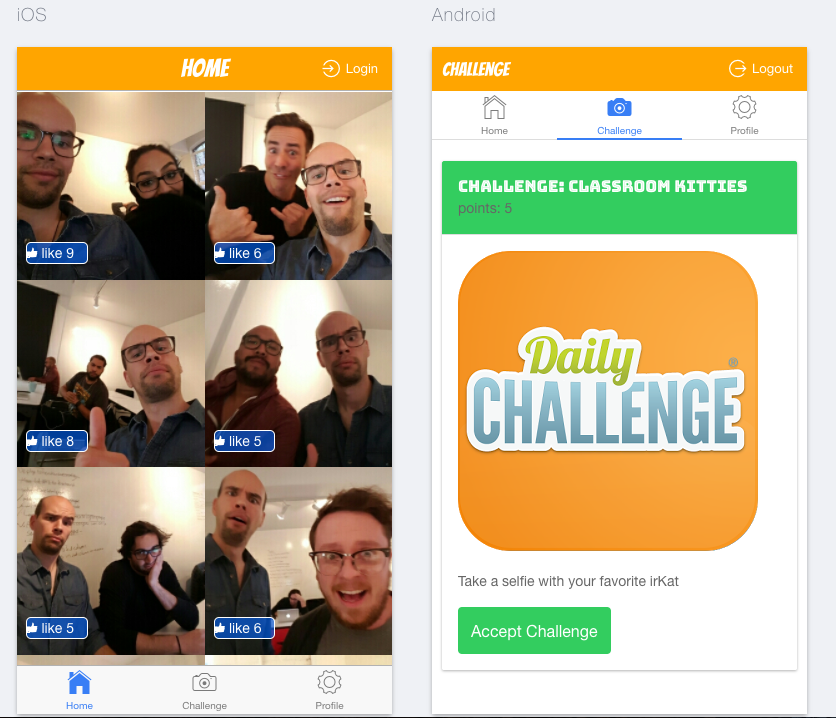 iOS
HOME
Login
like 9
like 6
like 8
like 5
like 5
like 6
Home
Challenge
Profile
Android
CHALLENGE
Logout
Home
Challenge
Profile
CHALLENGE: CLASSROOM KITTIES
points: 5
Daily
CHALLENGE
®
Take a selfie with your favorite irKat
Accept Challenge